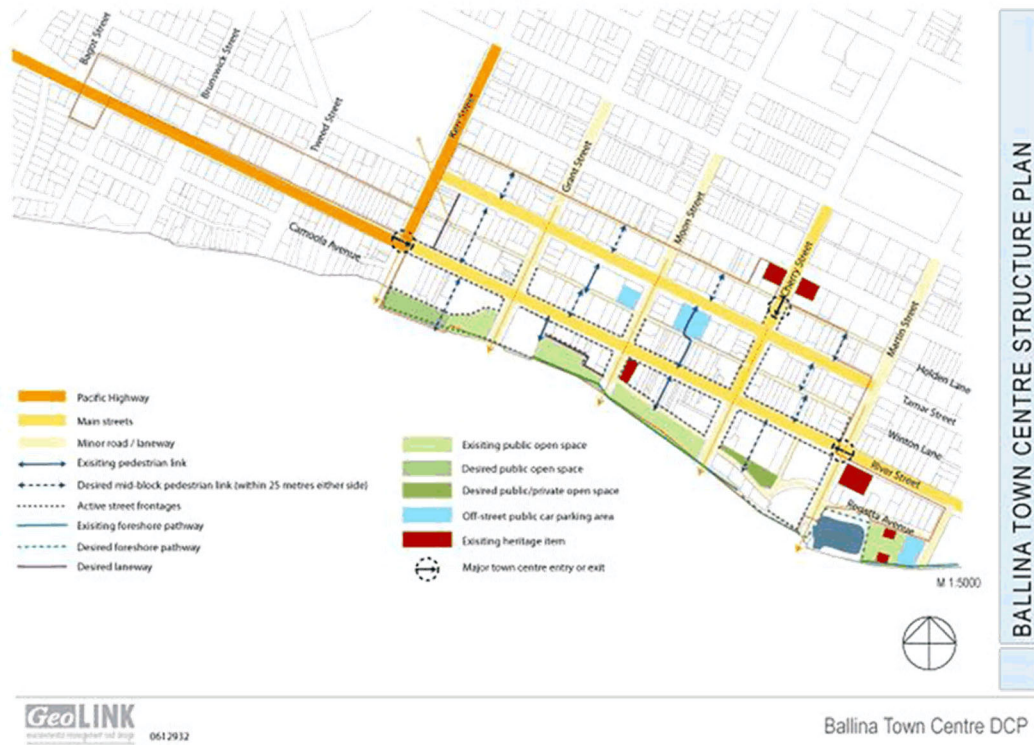 Bagot Street
Brunswick Street
Tweed Street
Kerr Street
Grant Street
Moon Street
Cherry Street
Martin Street
Camoola Avenue
Holden Lane
Tamar Street
Winton Lane
River Street
Regatta Avenue
Pacific Highway
Main streets
Minor road / laneway
Exisiting pedestrian link
Desired mid-block pedestrian link (within 25 metres either side)
Active street frontages
Exisiting foreshore pathway
Desired foreshore pathway
Desired laneway
Exisiting public open space
Desired public open space
Desired public/private open space
Off-street public car parking area
Exisiting heritage item
Major town centre entry or exit
M 1:5000
BALLINA TOWN CENTRE STRUCTURE PLAN
GeoLINK
environmental management and design
0612932
Ballina Town Centre DCP